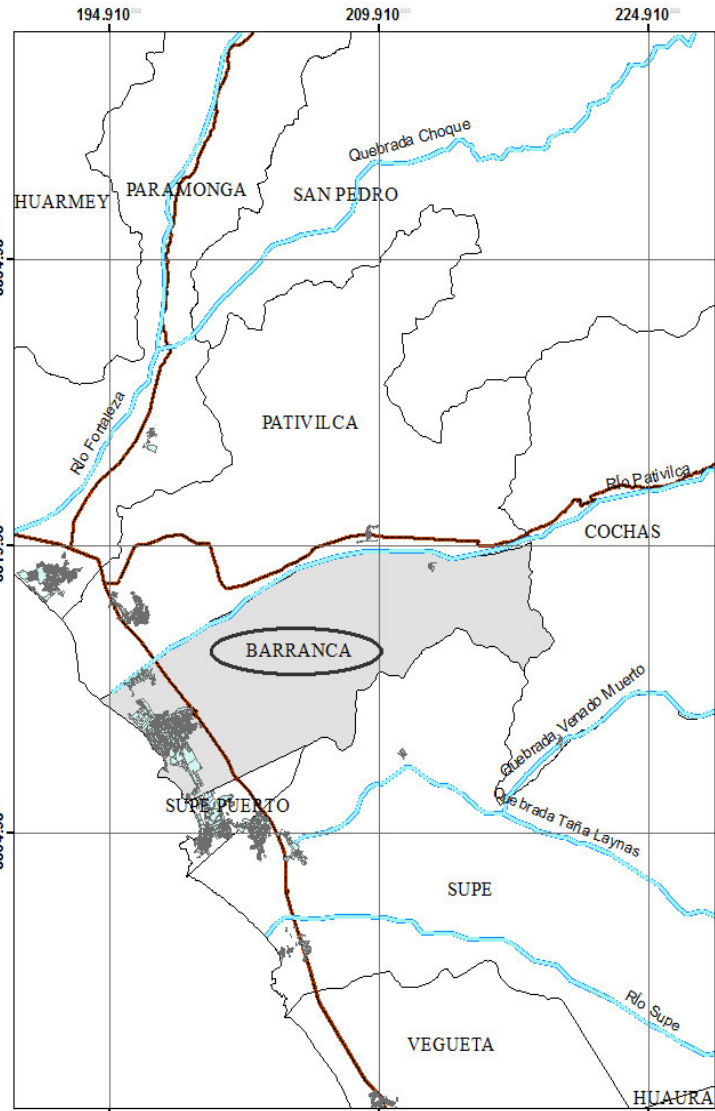 194.910
209.910
224.910
Quebrada Choque
HUARMEY
PARAMONGA
SAN PEDRO
Río Fortaleza
PATIVILCA
Río Pativilca
COCHAS
BARRANCA
Quebrada Venado Muerto
SUPE PUERTO
Quebrada Taña Laynas
SUPE
Río Supe
VEGUETA
HUAURA